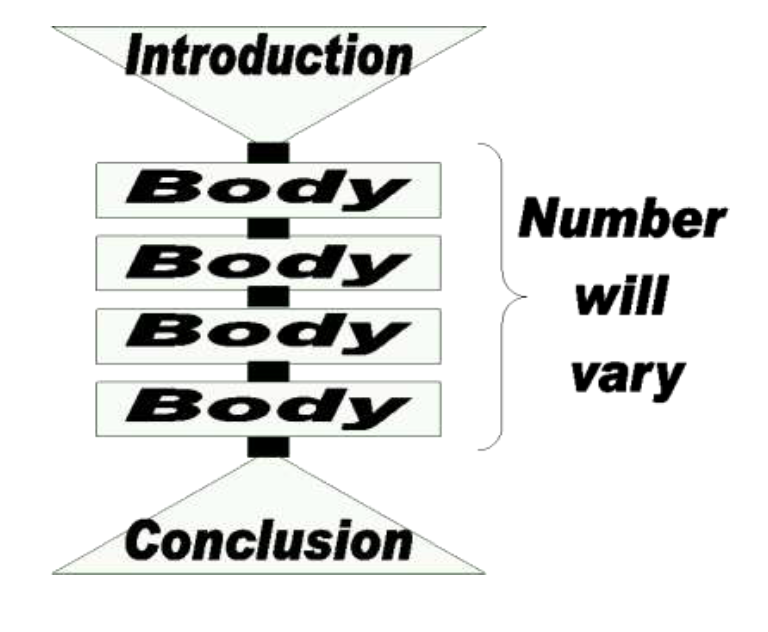 Introduction
Body
Body
Body
Body
Number
will
vary
Conclusion